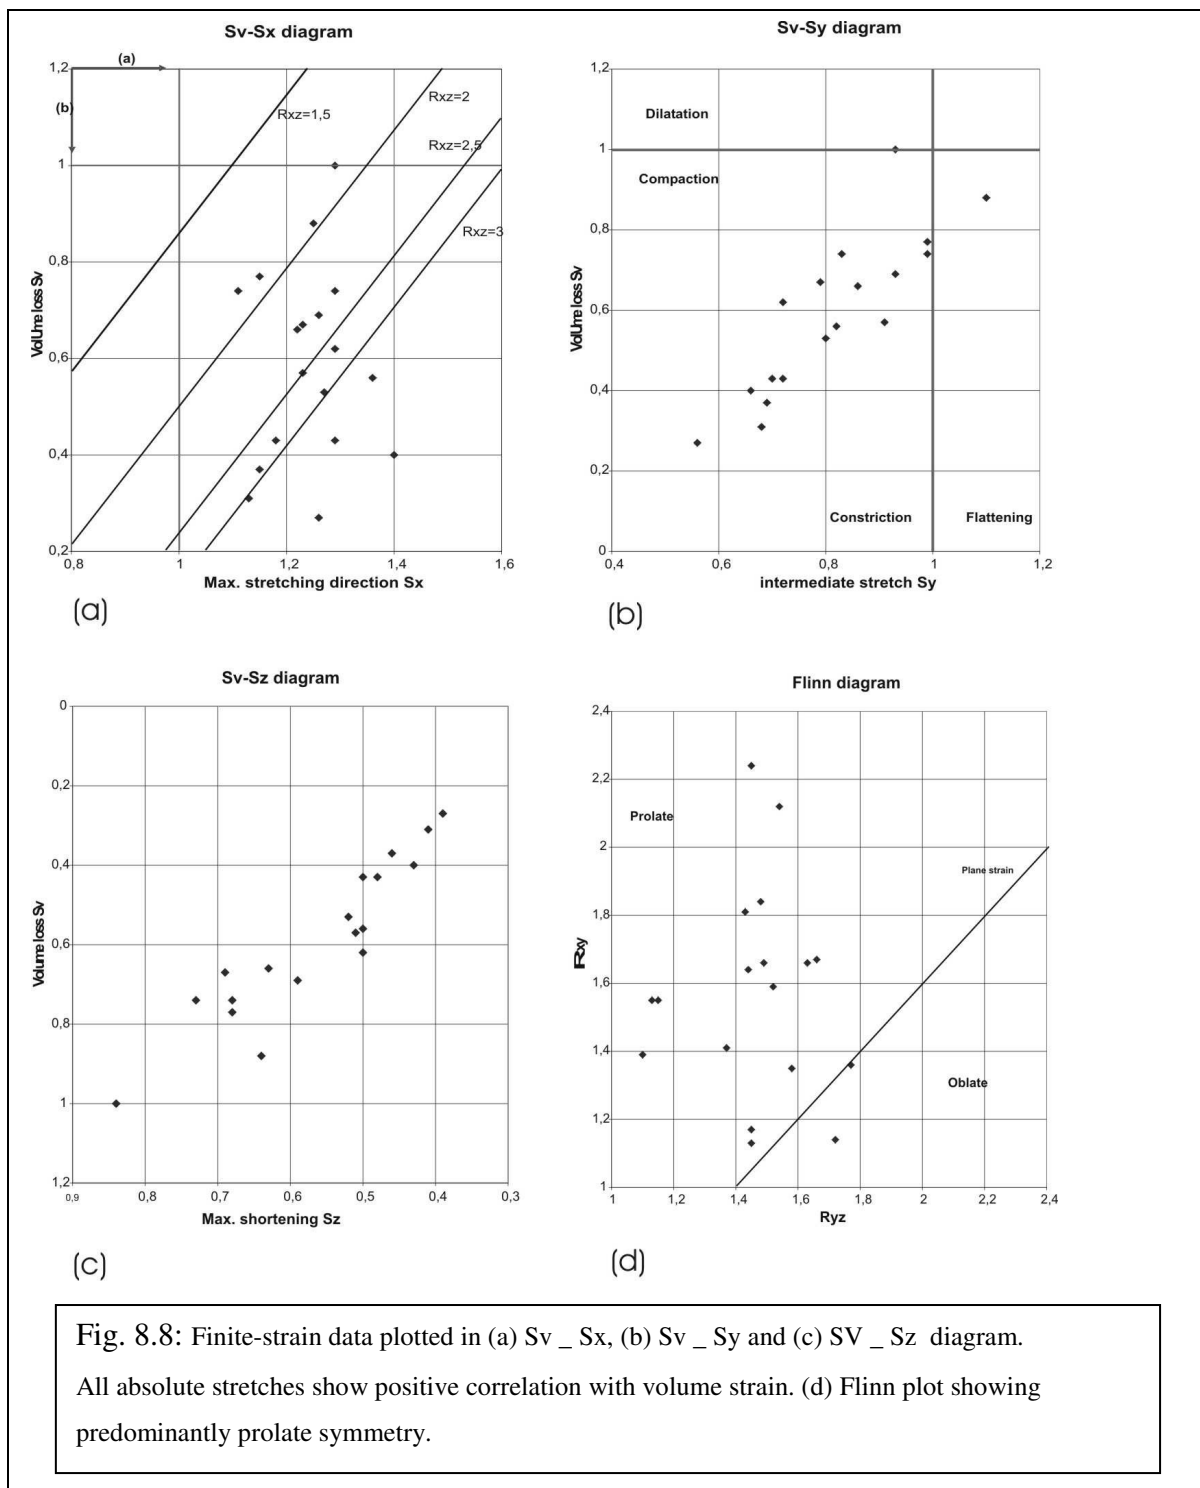 Sv-Sx diagram
(a)
(b)
1,2
1
0,8
0,6
0,4
0,2
Rxz=1,5
Rxz=2
Rxz=2,5
Rxz=3
Volume loss Sv
0,8 1 1,2 1,4 1,6
Max. stretching direction Sx
(a)
Sv-Sy diagram
1,2
1
0,8
0,6
0,4
0,2
0
Dilatation
Compaction
Constriction Flattening
Volume loss Sv
0,4 0,6 0,8 1 1,2
intermediate stretch Sy
(b)
Sv-Sz diagram
0
0,2
0,4
0,6
0,8
1
1,2
Volume loss Sv
0,9 0,8 0,7 0,6 0,5 0,4 0,3
Max. shortening Sz
(c)
Flinn diagram
2,4
2,2
2
1,8
1,6
1,4
1,2
1
Prolate
Plane strain
Oblate
Rxy
1 1,2 1,4 1,6 1,8 2 2,2 2,4
Ryz
(d)
Fig. 8.8: Finite-strain data plotted in (a) Sv _ Sx, (b) Sv _ Sy and (c) SV _ Sz diagram.
All absolute stretches show positive correlation with volume strain. (d) Flinn plot showing
predominantly prolate symmetry.